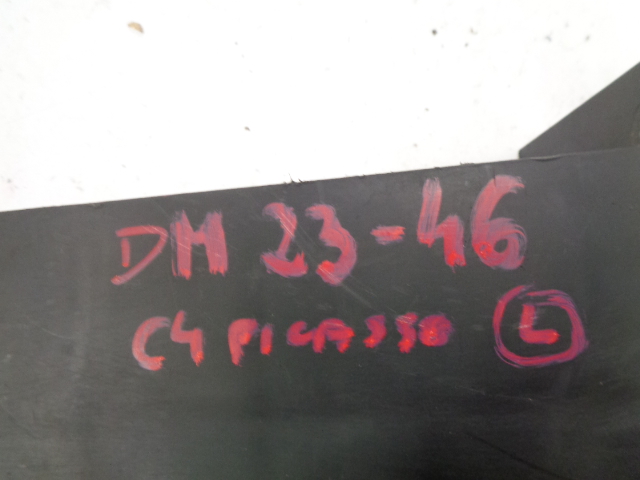 DM 23-46
C4 PICASSO L